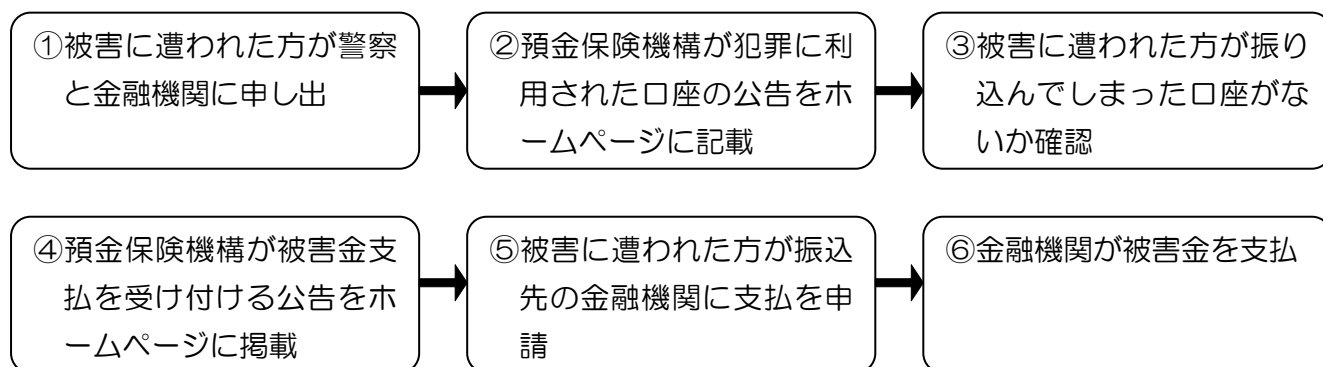 ①被害に遭われた方が警察
と金融機関に申し出
②預金保険機構が犯罪に利
用された口座の公告をホ
ームページに記載
③被害に遭われた方が振り
込んでしまった口座がな
いか確認
④預金保険機構が被害金支
払を受け付ける公告をホ
ームページに掲載
⑤被害に遭われた方が振込
先の金融機関に支払を申
請
⑥金融機関が被害金を支払